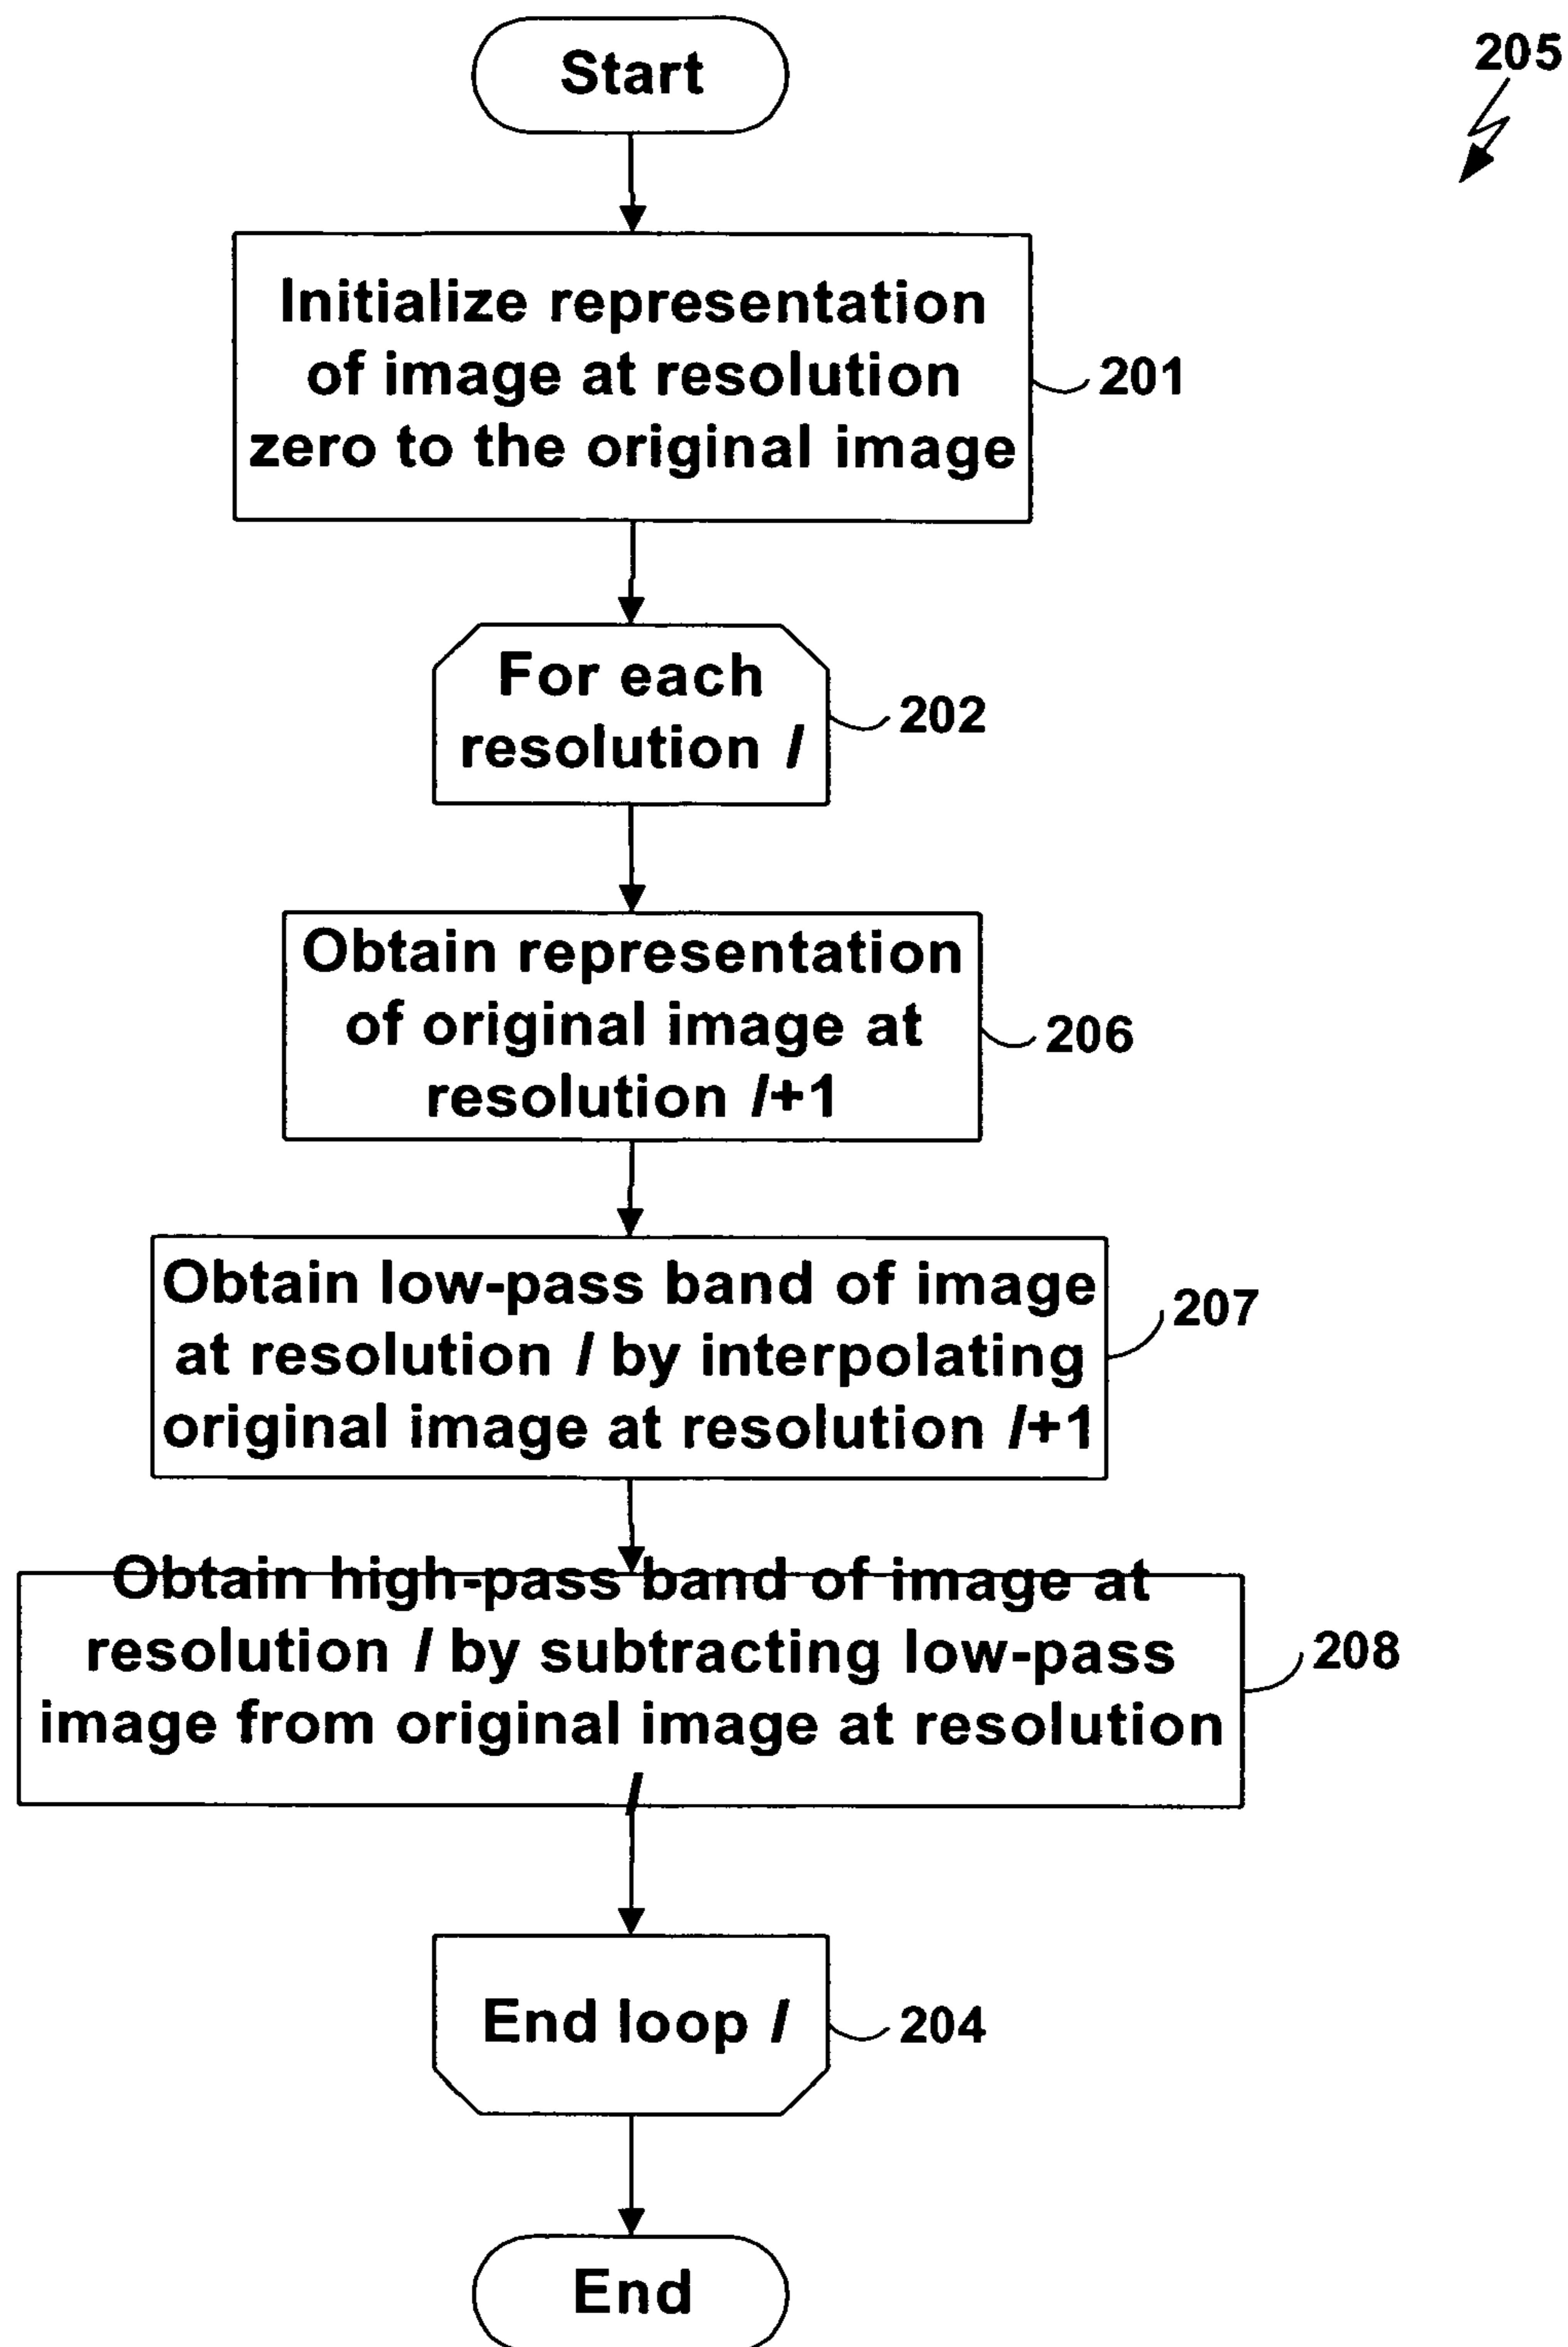 Start
205
Initialize representation
of image at resolution
zero to the original image
201
For each
resolution l
202
Obtain representation
of original image at
resolution l+1
206
Obtain low-pass band of image
at resolution l by interpolating
original image at resolution l+1
207
Obtain high-pass band of image at
resolution l by subtracting low-pass
image from original image at resolution
l
208
End loop l
204
End